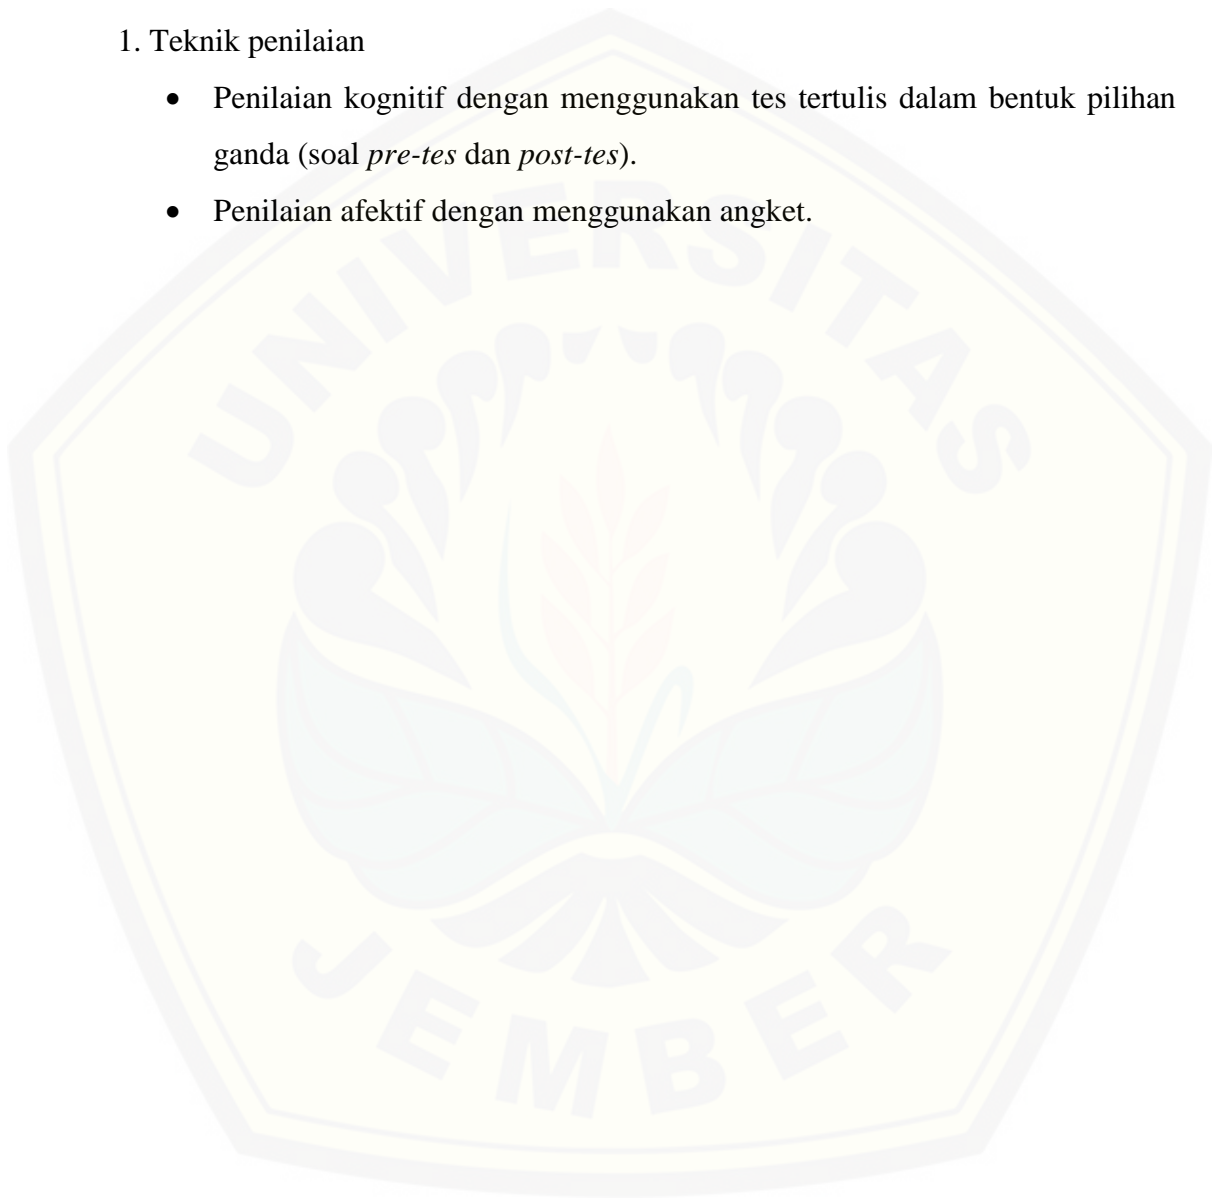 1. Teknik penilaian
• Penilaian kognitif dengan menggunakan tes tertulis dalam bentuk pilihan
ganda (soal pre-tes dan post-tes).
• Penilaian afektif dengan menggunakan angket.
UNIVERSITAS
JEMBER